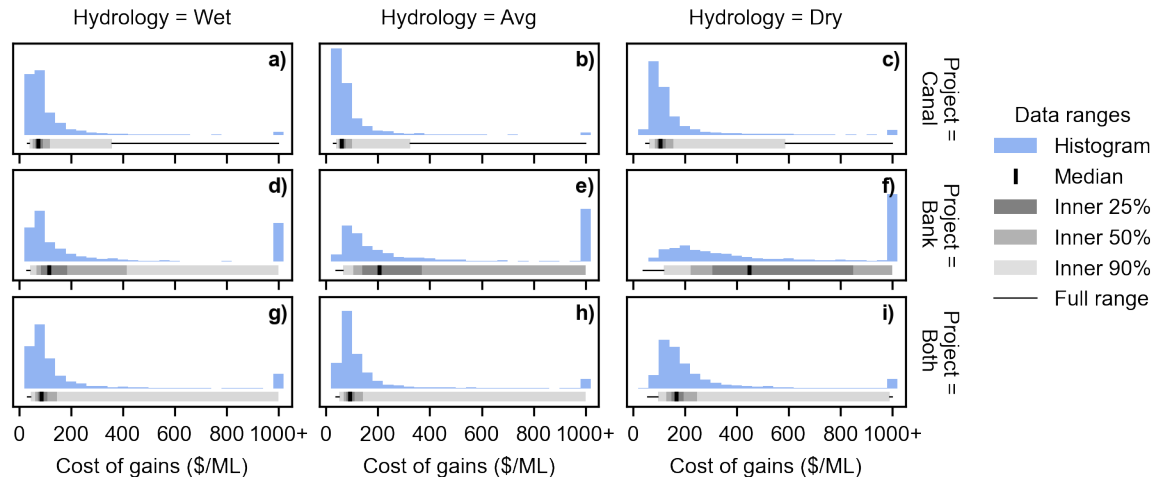 Hydrology = Wet
Hydrology = Avg
Hydrology = Dry
a)
b)
c)
Project =
Canal
d)
e)
f)
Project =
Bank
g)
h)
i)
Project =
Both
Data ranges
Histogram
Median
Inner 25%
Inner 50%
Inner 90%
Full range
0 200 400 600 800 1000+
0 200 400 600 800 1000+
0 200 400 600 800 1000+
Cost of gains ($/ML)
Cost of gains ($/ML)
Cost of gains ($/ML)